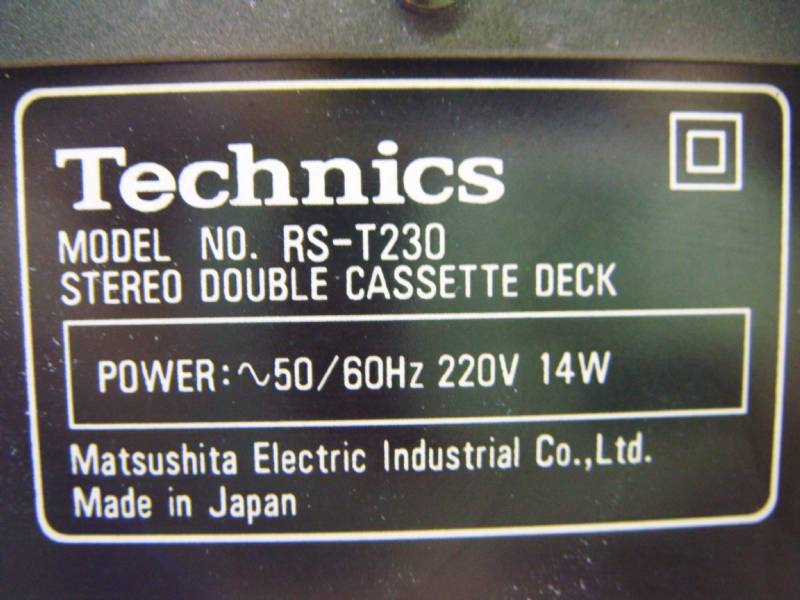 Technics
MODEL NO. RS-T230
STEREO DOUBLE CASSETTE DECK
POWER:∿50/60Hz 220V 14W
Matsushita Electric Industrial Co.,Ltd.
Made in Japan